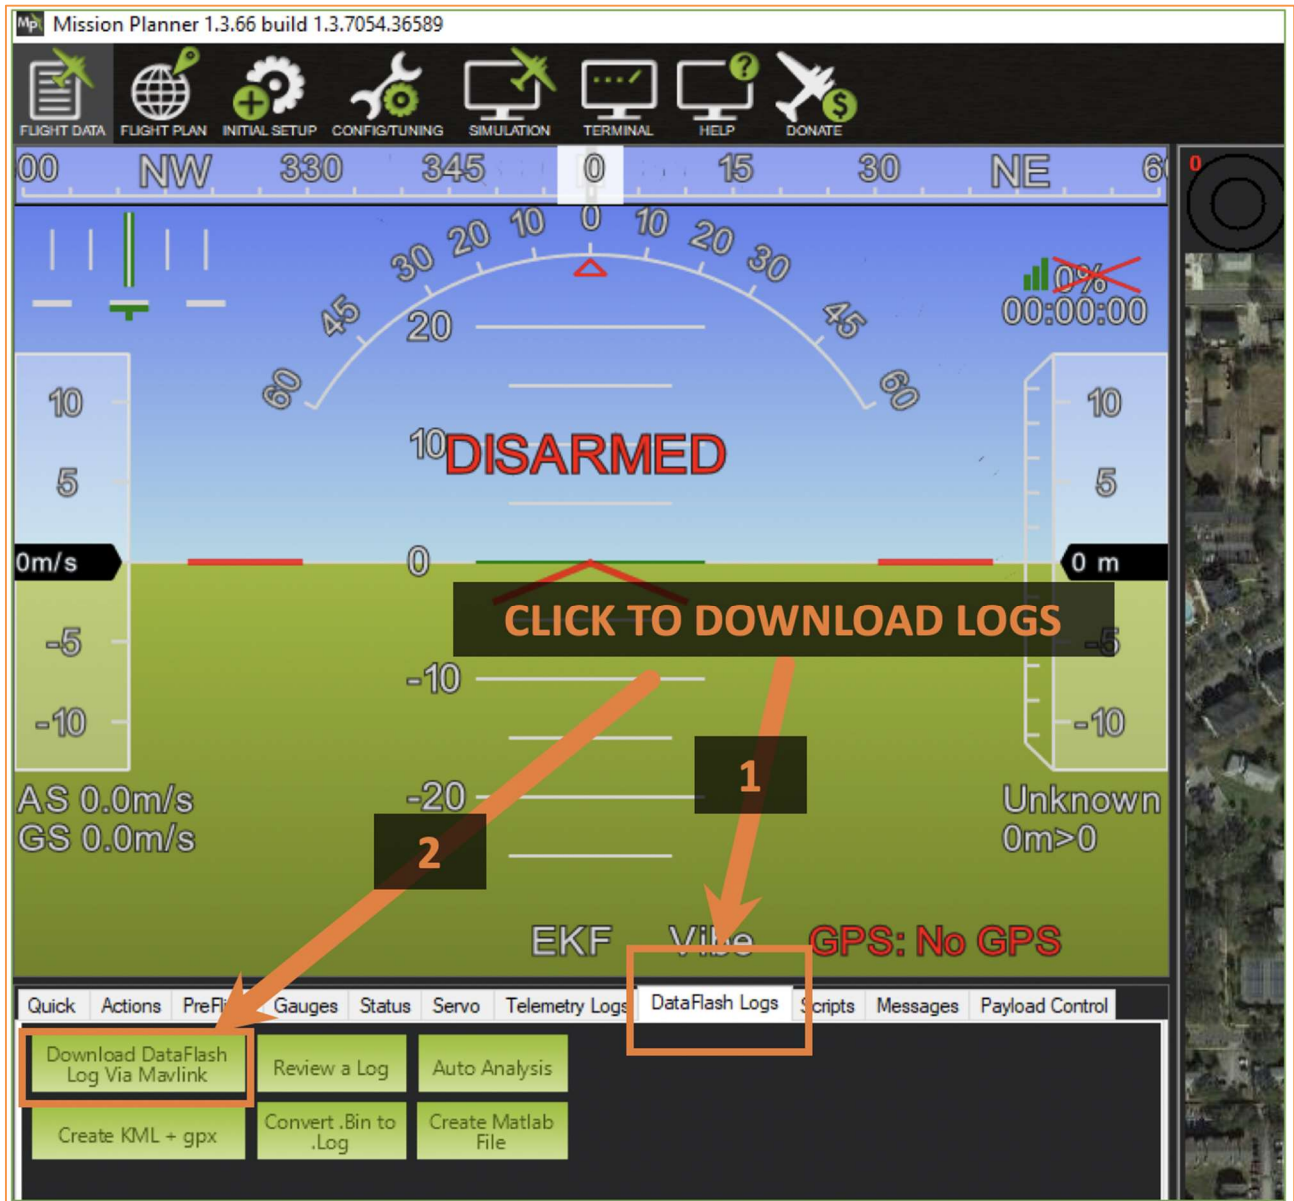 Mp Mission Planner 1.3.66 build 1.3.7054.36589
FLIGHT DATA FLIGHT PLAN INITIAL SETUP CONFIG/TUNING SIMULATION TERMINAL HELP DONATE
00 NW 330 345 0 15 30 NE 60
0
60 45 30 20 10 0 10 20 30 45 60
0%
00:00:00
20
10 10
10 DISARMED
5 5
0m/s 0 0 m
CLICK TO DOWNLOAD LOGS
-5 -5
-10
-10 -10
1
AS 0.0m/s -20 Unknown
GS 0.0m/s 0m>0
2
EKF Vibe GPS: No GPS
Quick Actions PreFli Gauges Status Servo Telemetry Logs DataFlash Logs Scripts Messages Payload Control
Download DataFlash
Log Via Mavlink
Review a Log
Auto Analysis
Create KML + gpx
Convert .Bin to
.Log
Create Matlab
File